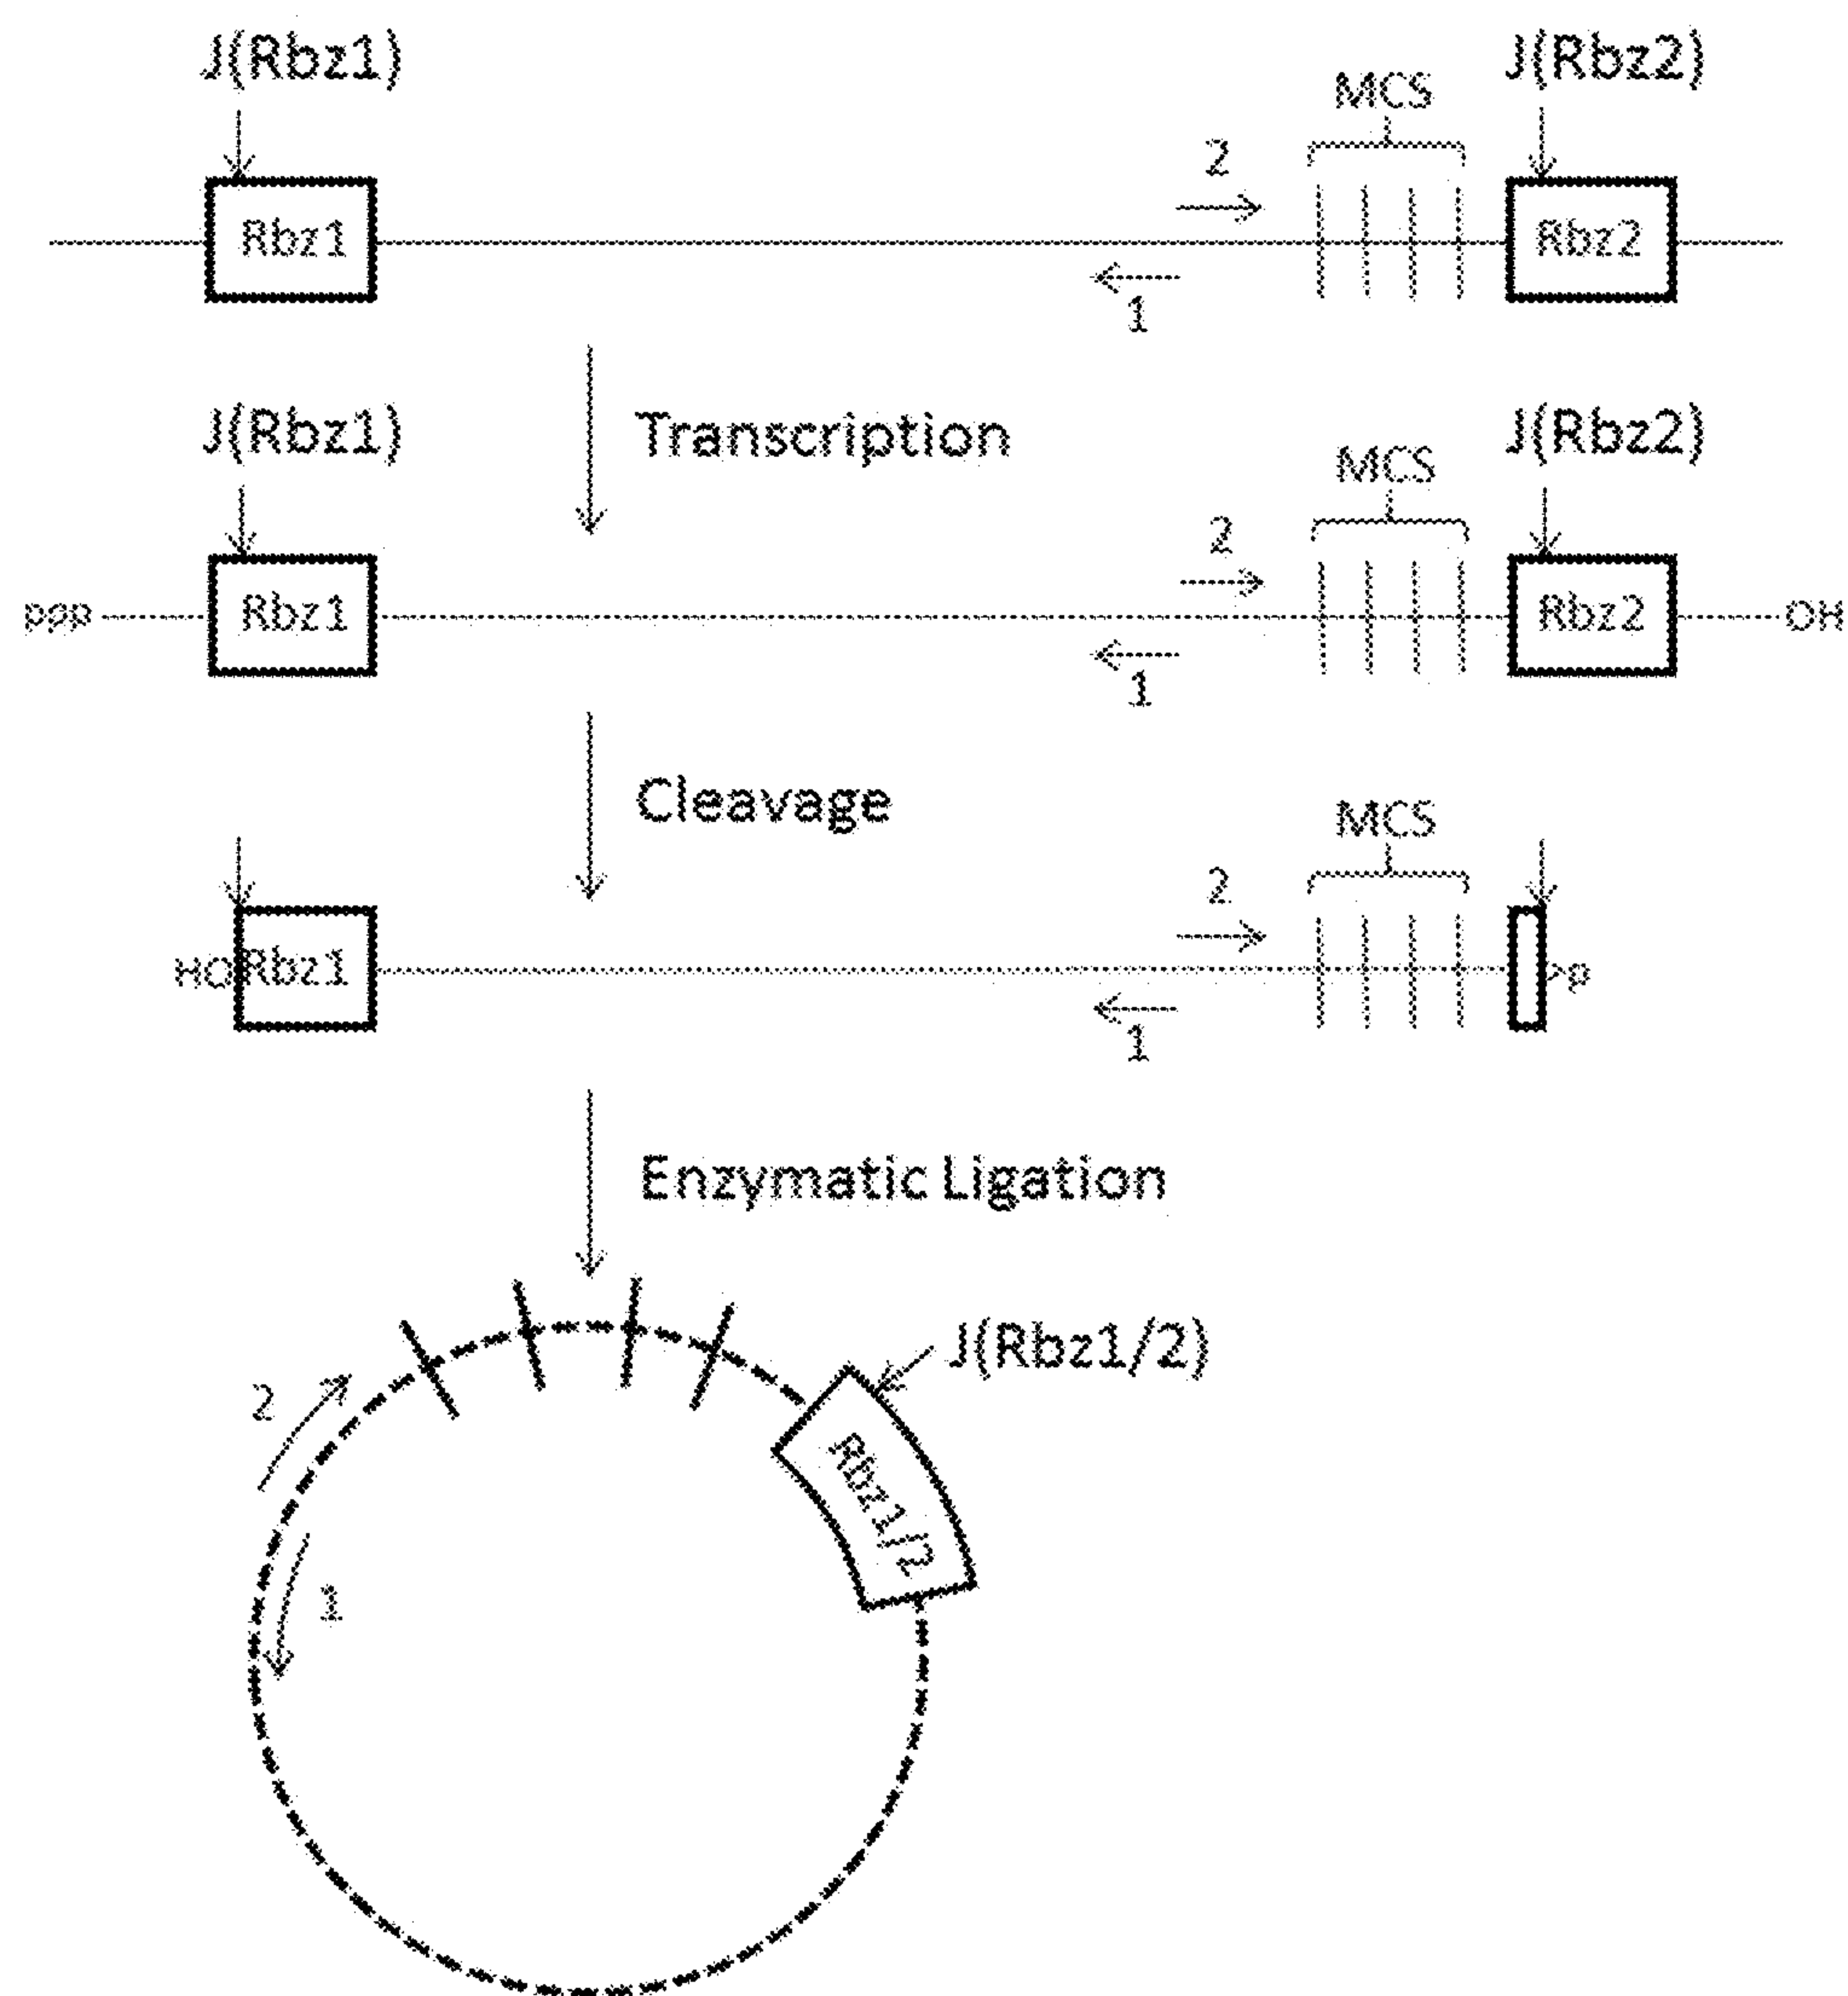 J(Rbz1)
J(Rbz2)
MCS
2
Rbz1
Rbz2
1
Transcription
J(Rbz1)
J(Rbz2)
MCS
2
ppp
Rbz1
Rbz2
OH
1
Cleavage
MCS
2
HO
Rbz1
>p
1
Enzymatic Ligation
J(Rbz1/2)
2
Rbz1/2
1